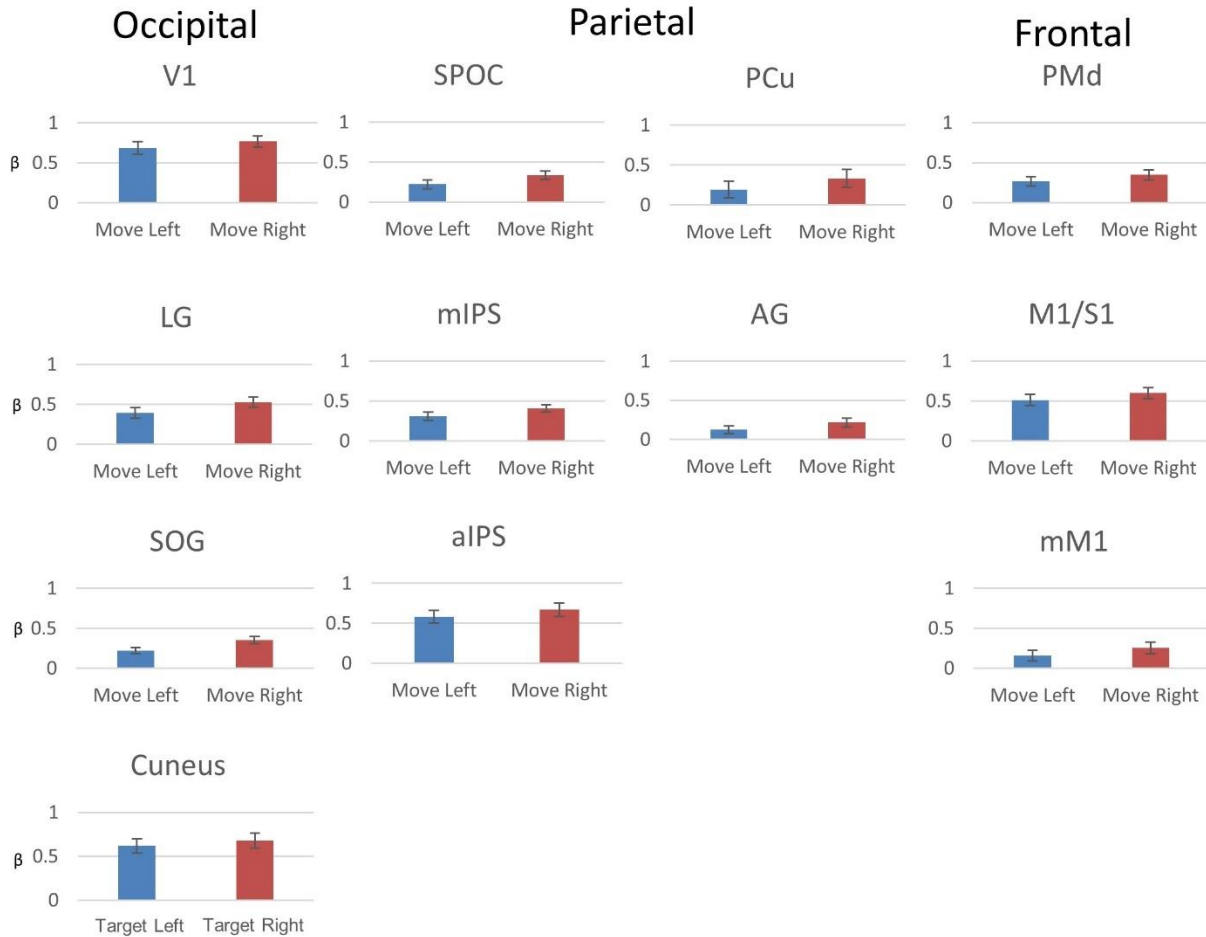 Occipital
Parietal
Frontal
V1
SPOC
PCu
PMd
β
1
0.5
0
Move Left Move Right
1
0.5
0
Move Left Move Right
1
0.5
0
Move Left Move Right
1
0.5
0
Move Left Move Right
LG
mIPS
AG
M1/S1
β
1
0.5
0
Move Left Move Right
1
0.5
0
Move Left Move Right
1
0.5
0
Move Left Move Right
1
0.5
0
Move Left Move Right
SOG
aIPS
mM1
β
1
0.5
0
Move Left Move Right
1
0.5
0
Move Left Move Right
1
0.5
0
Move Left Move Right
Cuneus
β
1
0.5
0
Target Left Target Right